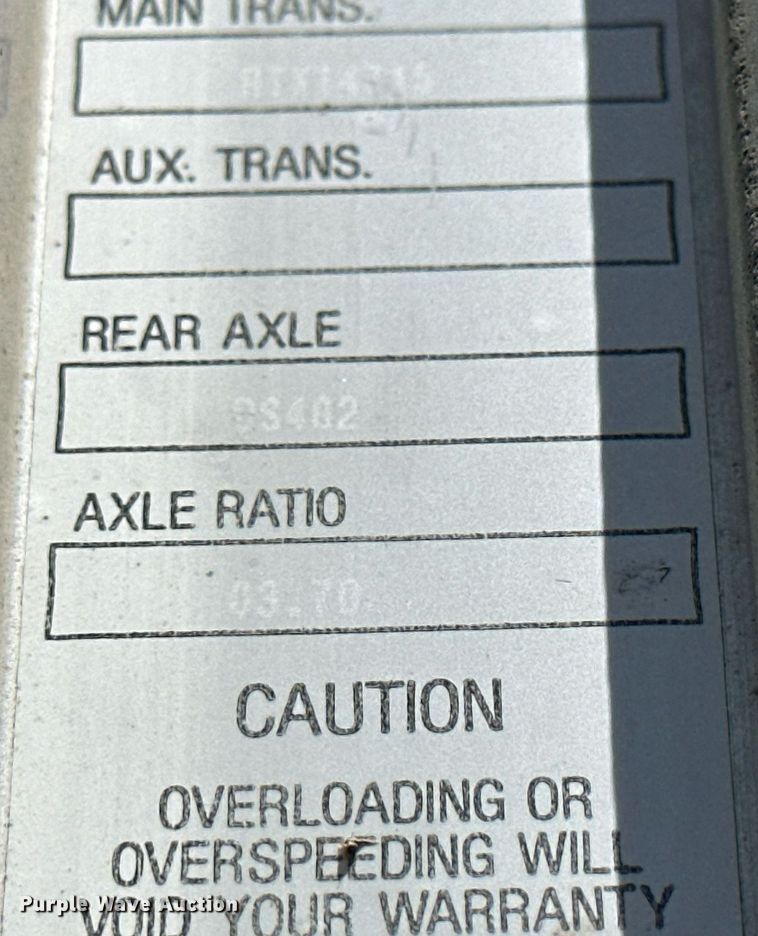 MAIN TRANS.
AUX. TRANS.
REAR AXLE
AXLE RATIO
03.70
CAUTION
OVERLOADING OR
OVERSPEEDING WILL
VOID YOUR WARRANTY
Purple Wave Auction